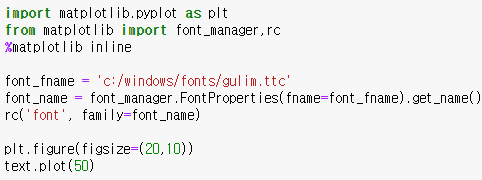 import matplotlib.pyplot as plt
from matplotlib import font_manager,rc
%matplotlib inline

font_fname = 'c:/windows/fonts/gulim.ttc'
font_name = font_manager.FontProperties(fname=font_fname).get_name()
rc('font', family=font_name)

plt.figure(figsize=(20,10))
text.plot(50)